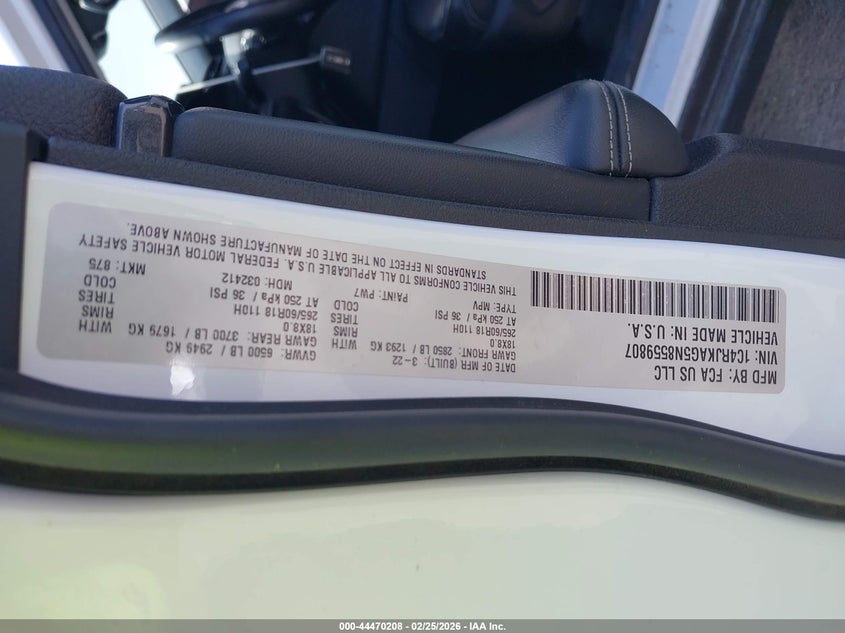 MFD BY: FCA US LLC
DATE OF MFR (BUILT): 3-22
GVWR: 6500 LB / 2949 KG
GAWR FRONT: 2850 LB / 1293 KG WITH
18X8.0 RIMS
265/60R18 110H TIRES
AT 250 kPa / 36 PSI COLD
GAWR REAR: 3700 LB / 1679 KG WITH
18X8.0 RIMS
265/60R18 110H TIRES
AT 250 kPa / 36 PSI COLD
VIN: 1C4RJKAG5N8559807
TYPE: MPV
PAINT: PW7
MDH: 032412
MKT: 875
VEHICLE MADE IN: U.S.A.
THIS VEHICLE CONFORMS TO ALL APPLICABLE U.S.A. FEDERAL MOTOR VEHICLE SAFETY
STANDARDS IN EFFECT ON THE DATE OF MANUFACTURE SHOWN ABOVE.
000-44470208 - 02/25/2026 - IAA Inc.